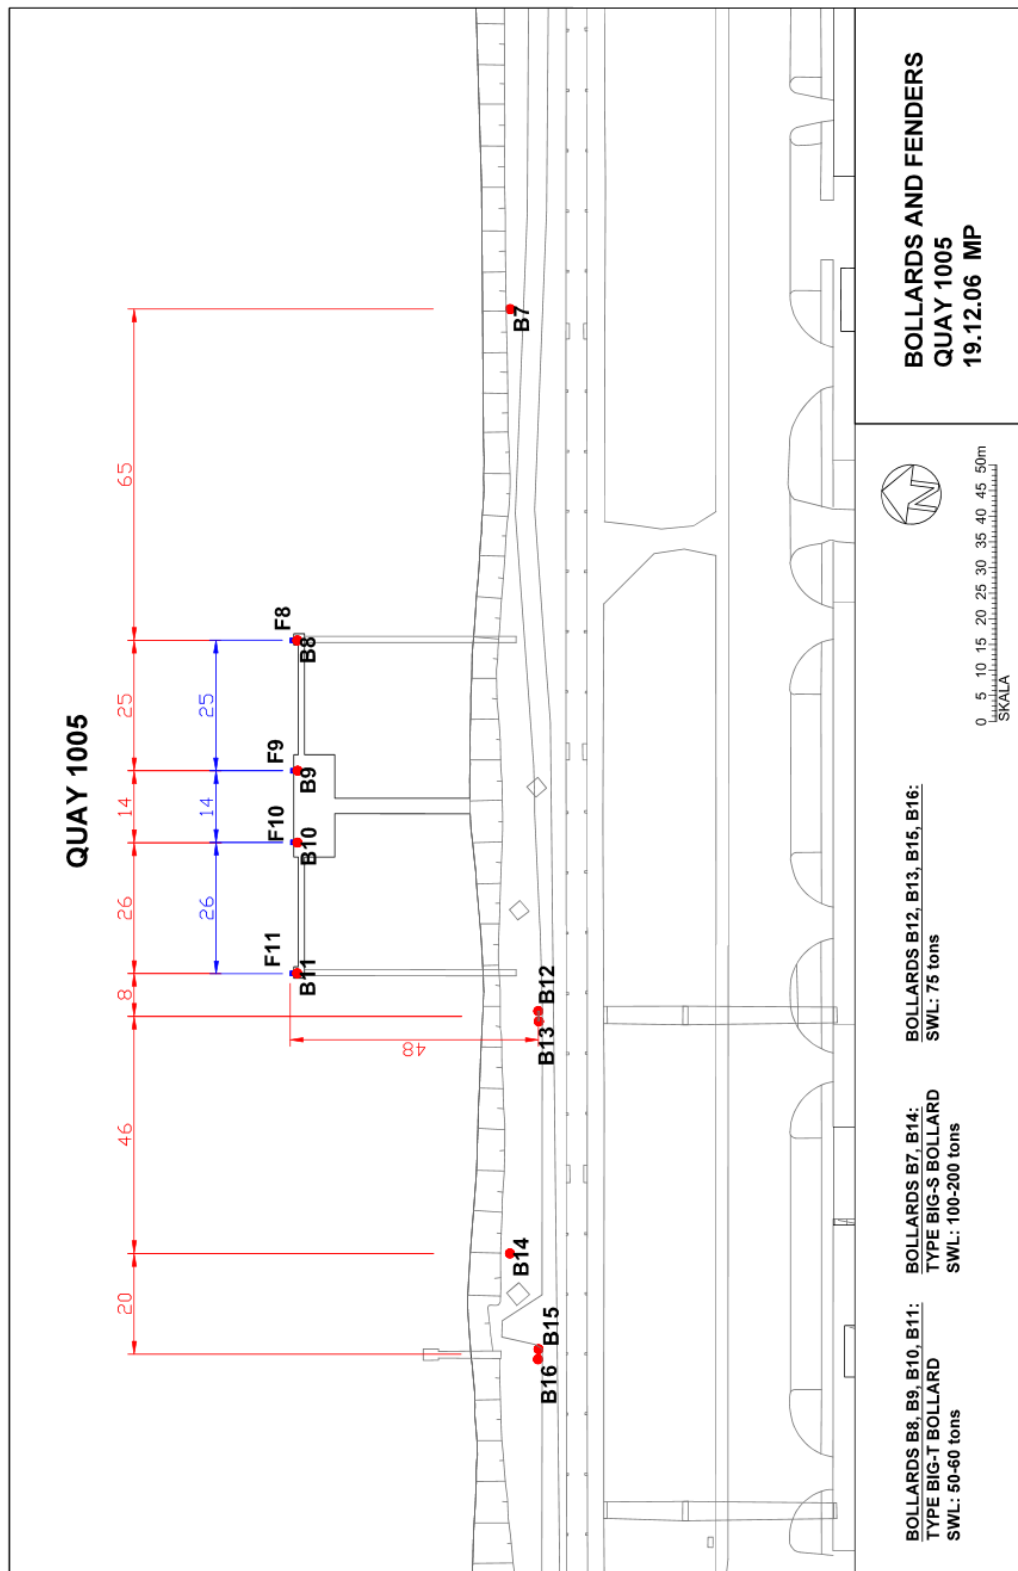 QUAY 1005
20
46
8
26
14
25
65
26
14
25
48
F11
F10
F9
F8
B11
B10
B9
B8
B16
B15
B14
B13
B12
B7
BOLLARDS B8, B9, B10, B11:
TYPE BIG-T BOLLARD
SWL: 50-60 tons
BOLLARDS B7, B14:
TYPE BIG-S BOLLARD
SWL: 100-200 tons
BOLLARDS B12, B13, B15, B16:
SWL: 75 tons
N
0 5 10 15 20 25 30 35 40 45 50m
SKALA
BOLLARDS AND FENDERS
QUAY 1005
19.12.06 MP